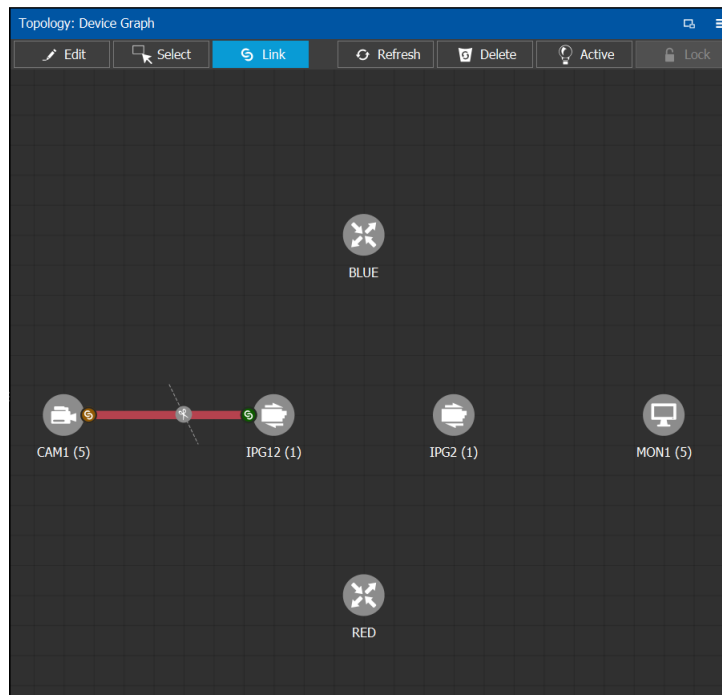 Topology: Device Graph
Edit Select Link Refresh Delete Active Lock
BLUE
CAM1 (5) IPG12 (1) IPG2 (1) MON1 (5)
RED